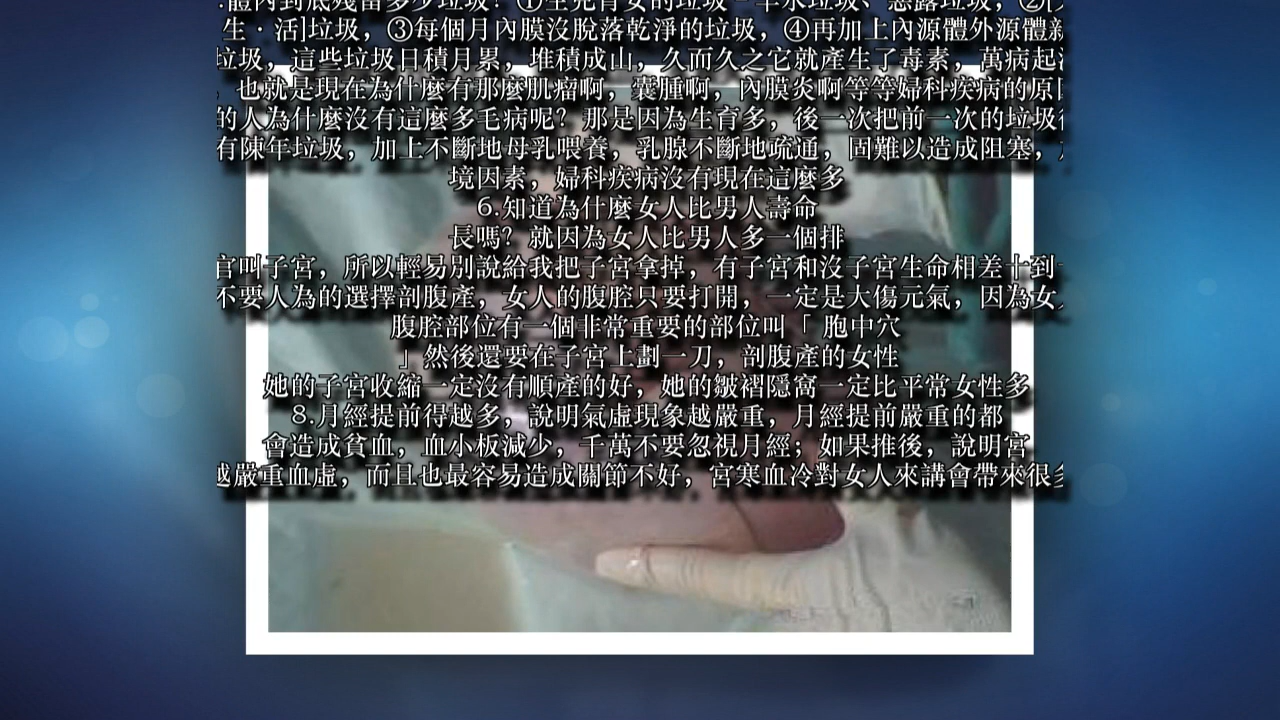 體內到底殘留多少垃圾？①生兒育女的垃圾
生·活]垃圾，③每個月內膜沒脫落乾淨的垃圾，④再加上內源體外源體
垃圾，這些垃圾日積月累，堆積成山，久而久之它就產生了毒素，萬病起
也就是現在為什麼有那麼肌瘤啊，囊腫啊，內膜炎啊等等婦科疾病的原
的人為什麼沒有這麼多毛病呢？那是因為生育多，後一次把前一次的垃圾
有陳年垃圾，加上不斷地母乳喂養，乳腺不斷地疏通，固難以造成阻塞，
境因素，婦科疾病沒有現在這麼多
6.知道為什麼女人比男人壽命
長嗎？就因為女人比男人多一個排
官叫子宮，所以輕易別說給我把子宮拿掉，有子宮和沒子宮生命相差十到
不要人為的選擇剖腹產，女人的腹腔只要打開，一定是大傷元氣，因為女
腹腔部位有一個非常重要的部位叫「 胞中穴
」然後還要在子宮上劃一刀，剖腹產的女性
她的子宮收縮一定沒有順產的好，她的皺褶隱窩一定比平常女性多
8.月經提前得越多，說明氣虛現象越嚴重，月經提前嚴重的都
會造成貧血，血小板減少，千萬不要忽視月經；如果推後，說明宮
越嚴重血虛，而且也最容易造成關節不好，宮寒血冷對女人來講會帶來很